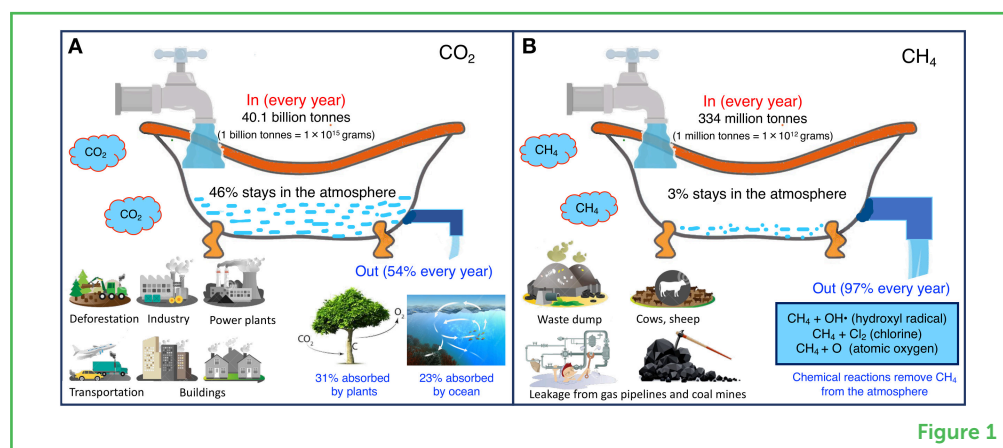 A
CO₂
In (every year)
40.1 billion tonnes
(1 billion tonnes = 1 × 10¹⁵ grams)
CO₂
46% stays in the atmosphere
CO₂
Out (54% every year)
Deforestation
Industry
Power plants
O₂
CO₂
C
Transportation
Buildings
31% absorbed
by plants
23% absorbed
by ocean
B
CH₄
In (every year)
334 million tonnes
(1 million tonnes = 1 × 10¹² grams)
CH₄
3% stays in the atmosphere
CH₄
Out (97% every year)
Waste dump
Cows, sheep
Leakage from gas pipelines and coal mines
CH₄ + OH• (hydroxyl radical)
CH₄ + Cl₂ (chlorine)
CH₄ + O (atomic oxygen)
Chemical reactions remove CH₄
from the atmosphere
Figure 1